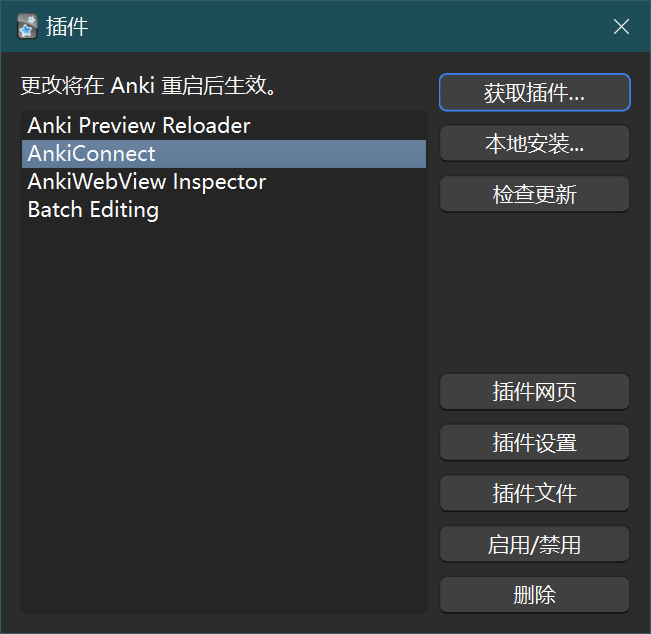 插件
更改将在 Anki 重启后生效。
Anki Preview Reloader
AnkiConnect
AnkiWebView Inspector
Batch Editing
获取插件...
本地安装...
检查更新
插件网页
插件设置
插件文件
启用/禁用
删除